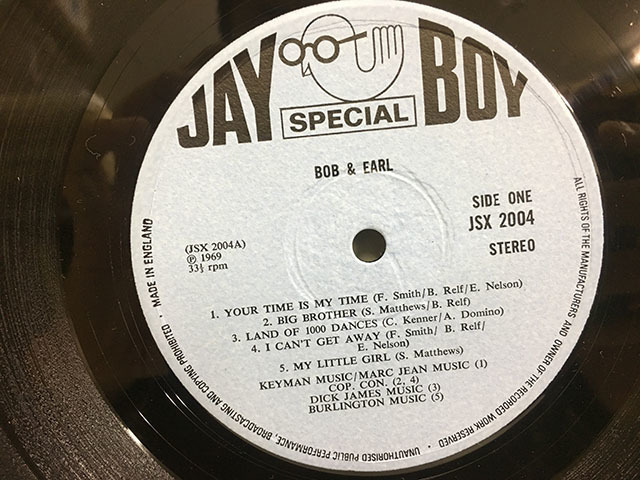 JAY BOY
SPECIAL
BOB & EARL
SIDE ONE
JSX 2004
STEREO
(JSX 2004A)
℗ 1969
33⅓ rpm
1. YOUR TIME IS MY TIME (F. Smith/B. Relf/E. Nelson)
2. BIG BROTHER (S. Matthews/B. Relf)
3. LAND OF 1000 DANCES (C. Kenner/A. Domino)
4. I CAN'T GET AWAY (F. Smith/ B. Relf/
E. Nelson)
5. MY LITTLE GIRL (S. Matthews)
KEYMAN MUSIC/MARC JEAN MUSIC (1)
COP. CON. (2, 4)
DICK JAMES MUSIC (3)
BURLINGTON MUSIC (5)
ALL RIGHTS OF THE MANUFACTURERS AND OWNER OF THE RECORDED WORK RESERVED • UNAUTHORISED PUBLIC PERFORMANCE, BROADCASTING AND COPYING PROHIBITED • MADE IN ENGLAND